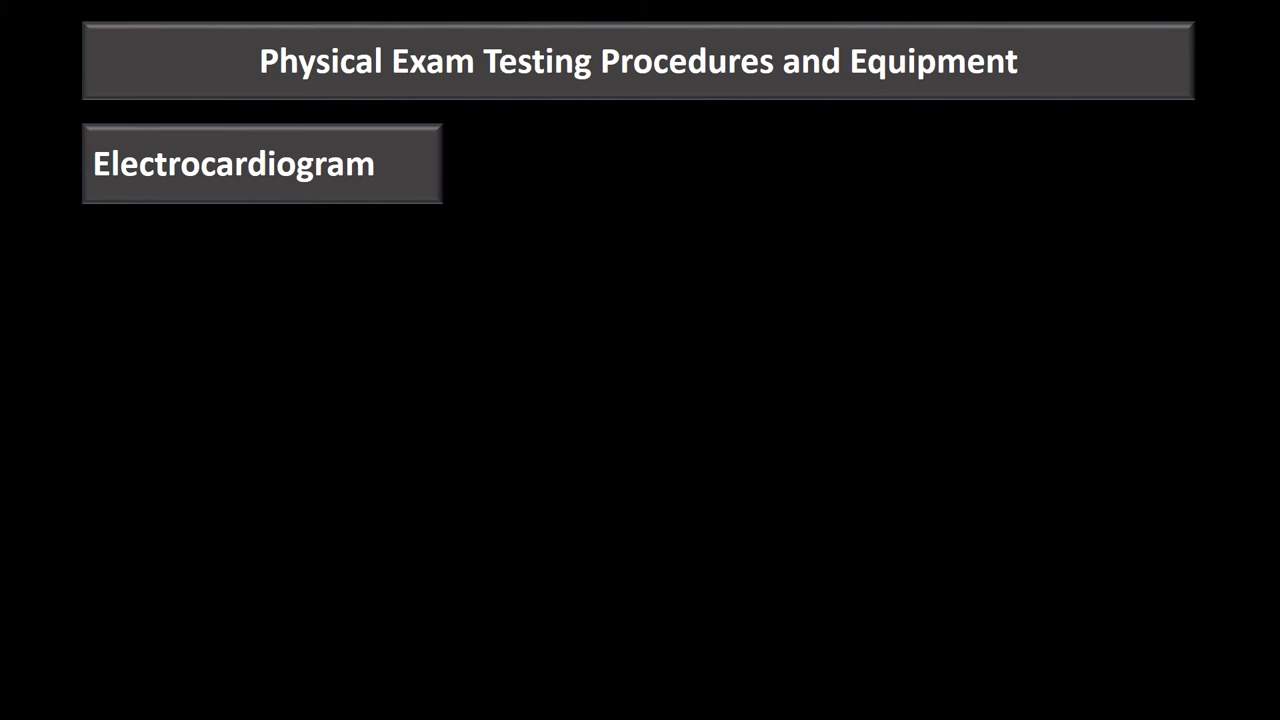 Physical Exam Testing Procedures and Equipment
Electrocardiogram